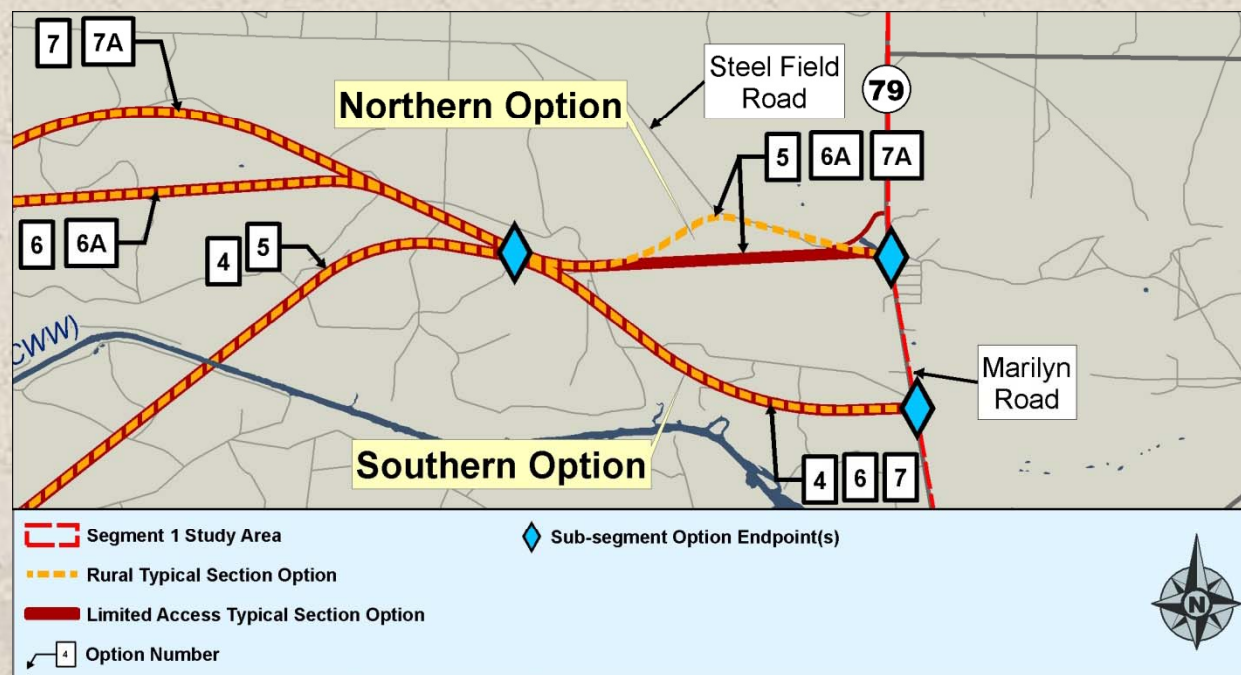 7 7A
Northern Option
Steel Field
Road
79
5 6A 7A
6 6A
4 5
CWW)
Southern Option
Marilyn
Road
4 6 7
Segment 1 Study Area
Sub-segment Option Endpoint(s)
Rural Typical Section Option
Limited Access Typical Section Option
4 Option Number
N